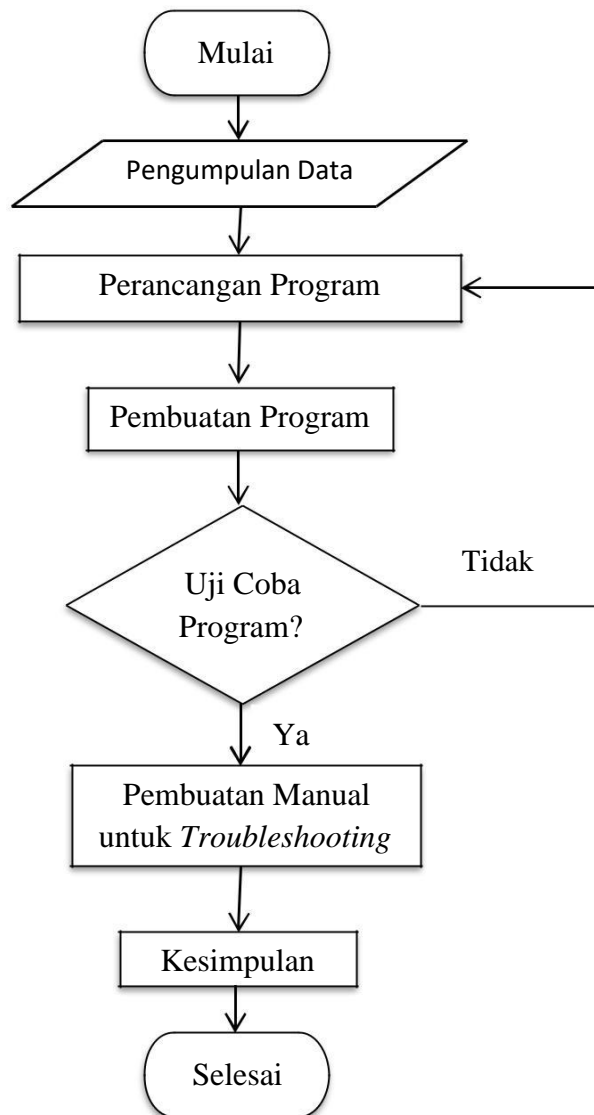 Mulai
Pengumpulan Data
Perancangan Program
Pembuatan Program
Uji Coba
Program?
Tidak
Ya
Pembuatan Manual
untuk Troubleshooting
Kesimpulan
Selesai